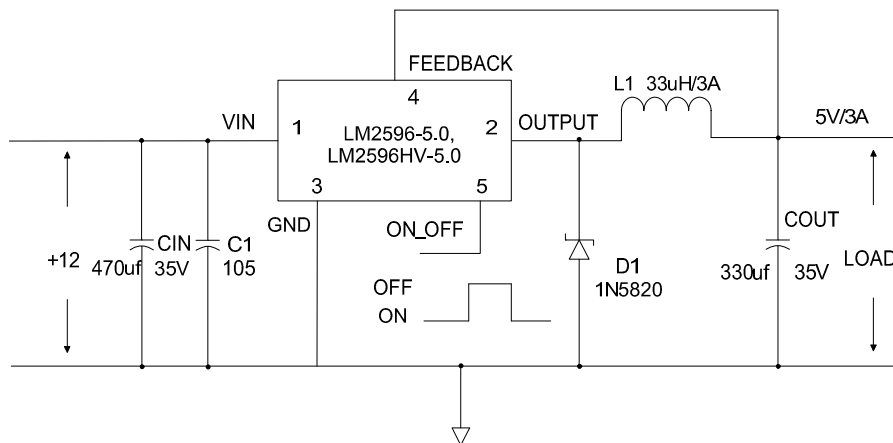 FEEDBACK
4
L1 33uH/3A
VIN
1
LM2596-5.0,
LM2596HV-5.0
2
OUTPUT
5V/3A
3
5
GND
ON_OFF
+12
CIN
470uf 35V
C1
105
OFF
ON
D1
1N5820
COUT
330uf 35V
LOAD